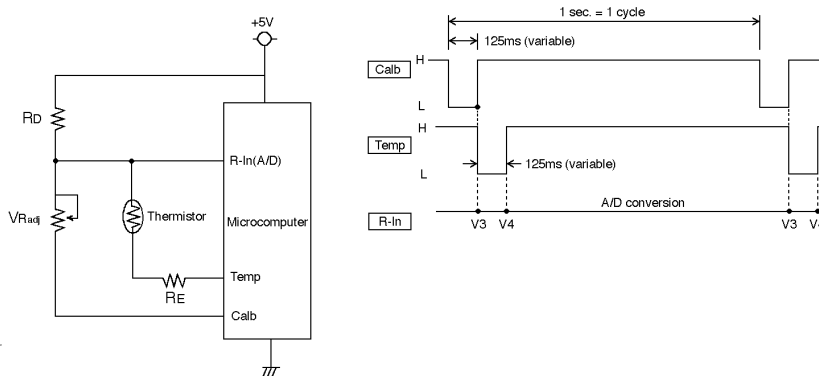 +5V
RD
R-In(A/D)
VRadj
Thermistor
Microcomputer
Temp
RE
Calb
1 sec. = 1 cycle
125ms (variable)
Calb
H
L
Temp
H
L
125ms (variable)
R-In
A/D conversion
V3
V4
V3